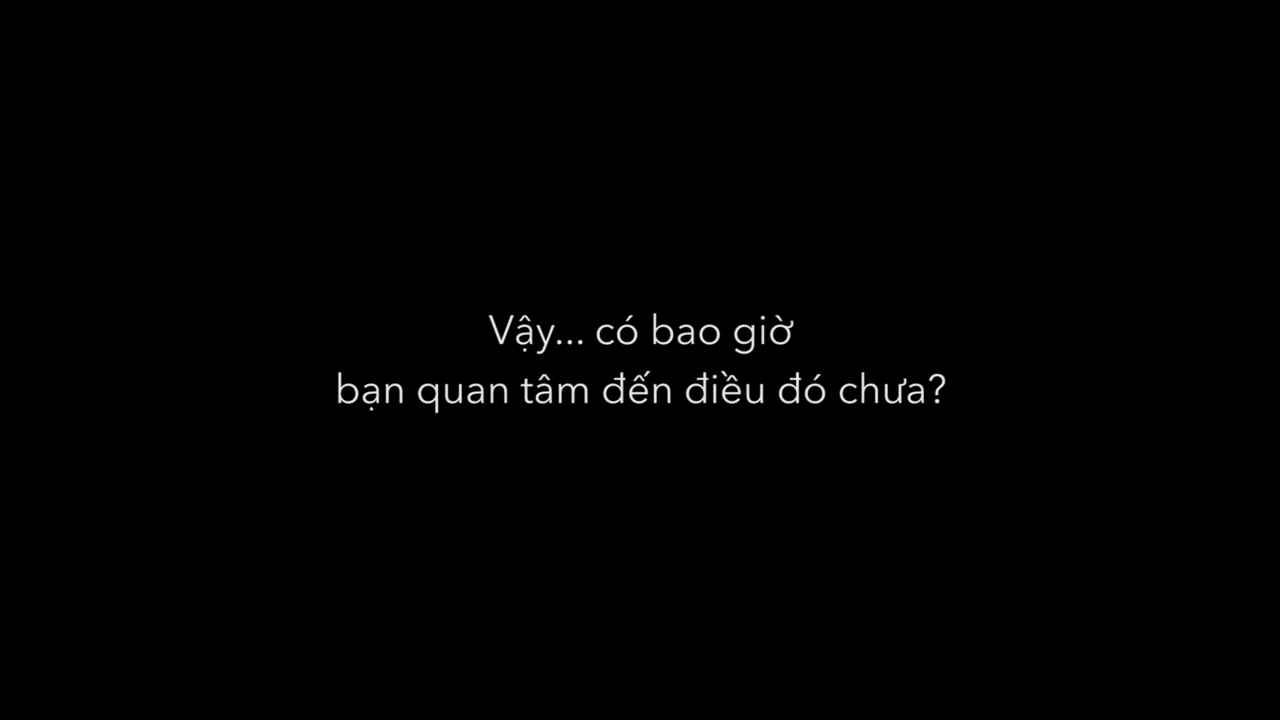 Vậy... có bao giờ
bạn quan tâm đến điều đó chưa?